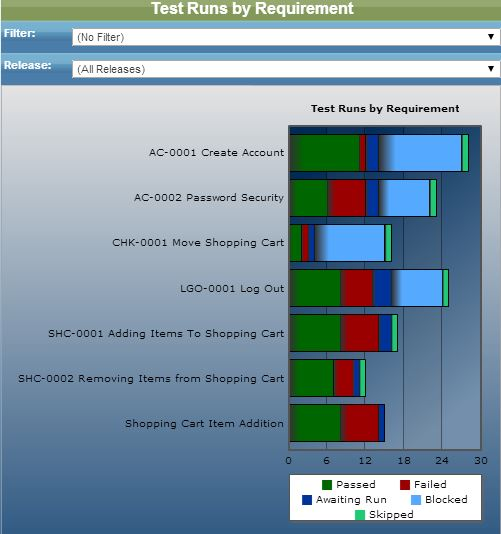 Test Runs by Requirement
Filter:
(No Filter)
Release:
(All Releases)
Test Runs by Requirement
AC-0001 Create Account
AC-0002 Password Security
CHK-0001 Move Shopping Cart
LGO-0001 Log Out
SHC-0001 Adding Items To Shopping Cart
SHC-0002 Removing Items from Shopping Cart
Shopping Cart Item Addition
0 6 12 18 24 30
Passed Failed
Awaiting Run Blocked
Skipped